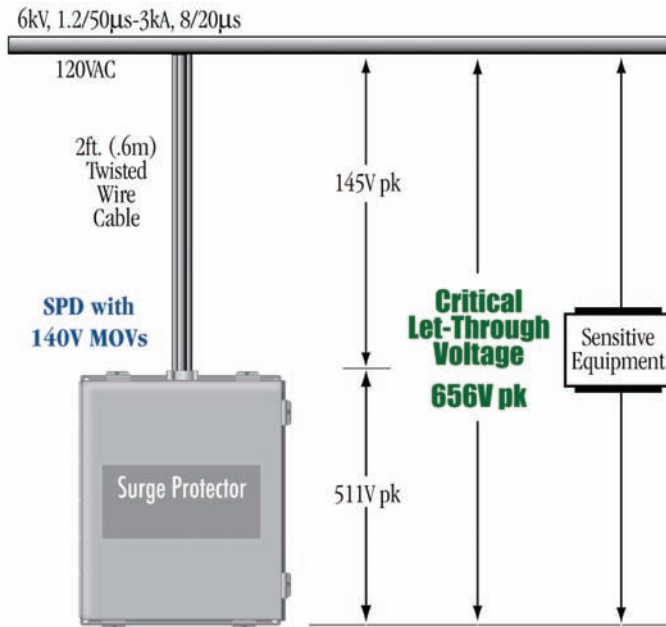 6kV, 1.2/50µs-3kA, 8/20µs
120VAC
2ft. (.6m)
Twisted
Wire
Cable
145V pk
SPD with
140V MOVs
Critical
Let-Through
Voltage
656V pk
Sensitive
Equipment
Surge Protector
511V pk